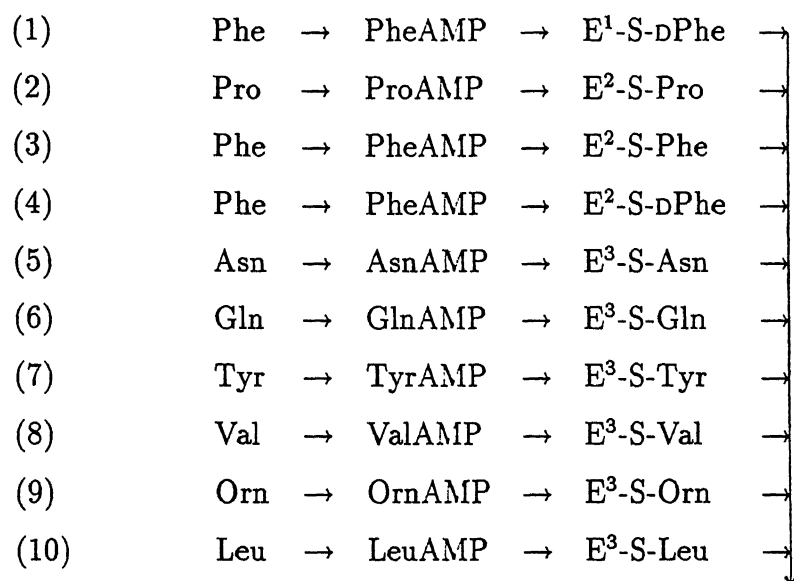 (1) Phe → PheAMP → E¹-S-ᴅPhe →
(2) Pro → ProAMP → E²-S-Pro →
(3) Phe → PheAMP → E²-S-Phe →
(4) Phe → PheAMP → E²-S-ᴅPhe →
(5) Asn → AsnAMP → E³-S-Asn →
(6) Gln → GlnAMP → E³-S-Gln →
(7) Tyr → TyrAMP → E³-S-Tyr →
(8) Val → ValAMP → E³-S-Val →
(9) Orn → OrnAMP → E³-S-Orn →
(10) Leu → LeuAMP → E³-S-Leu →